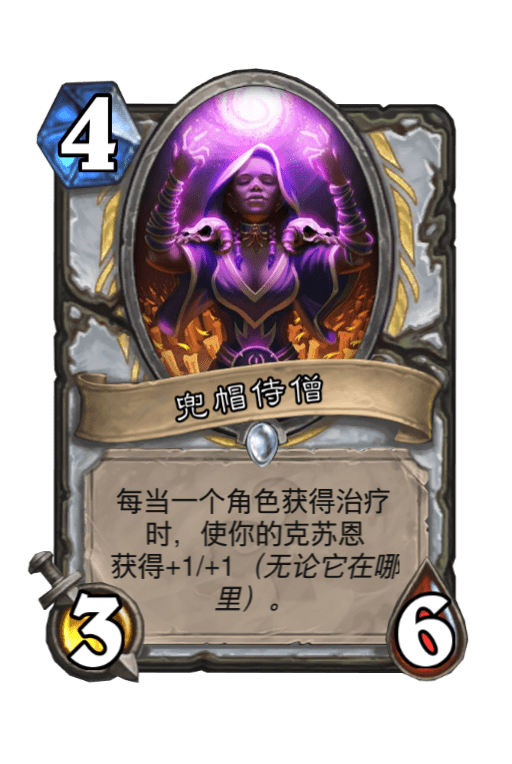 4
兜帽侍僧
每当一个角色获得治疗
时，使你的克苏恩
获得+1/+1（无论它在哪
里）。
3
6